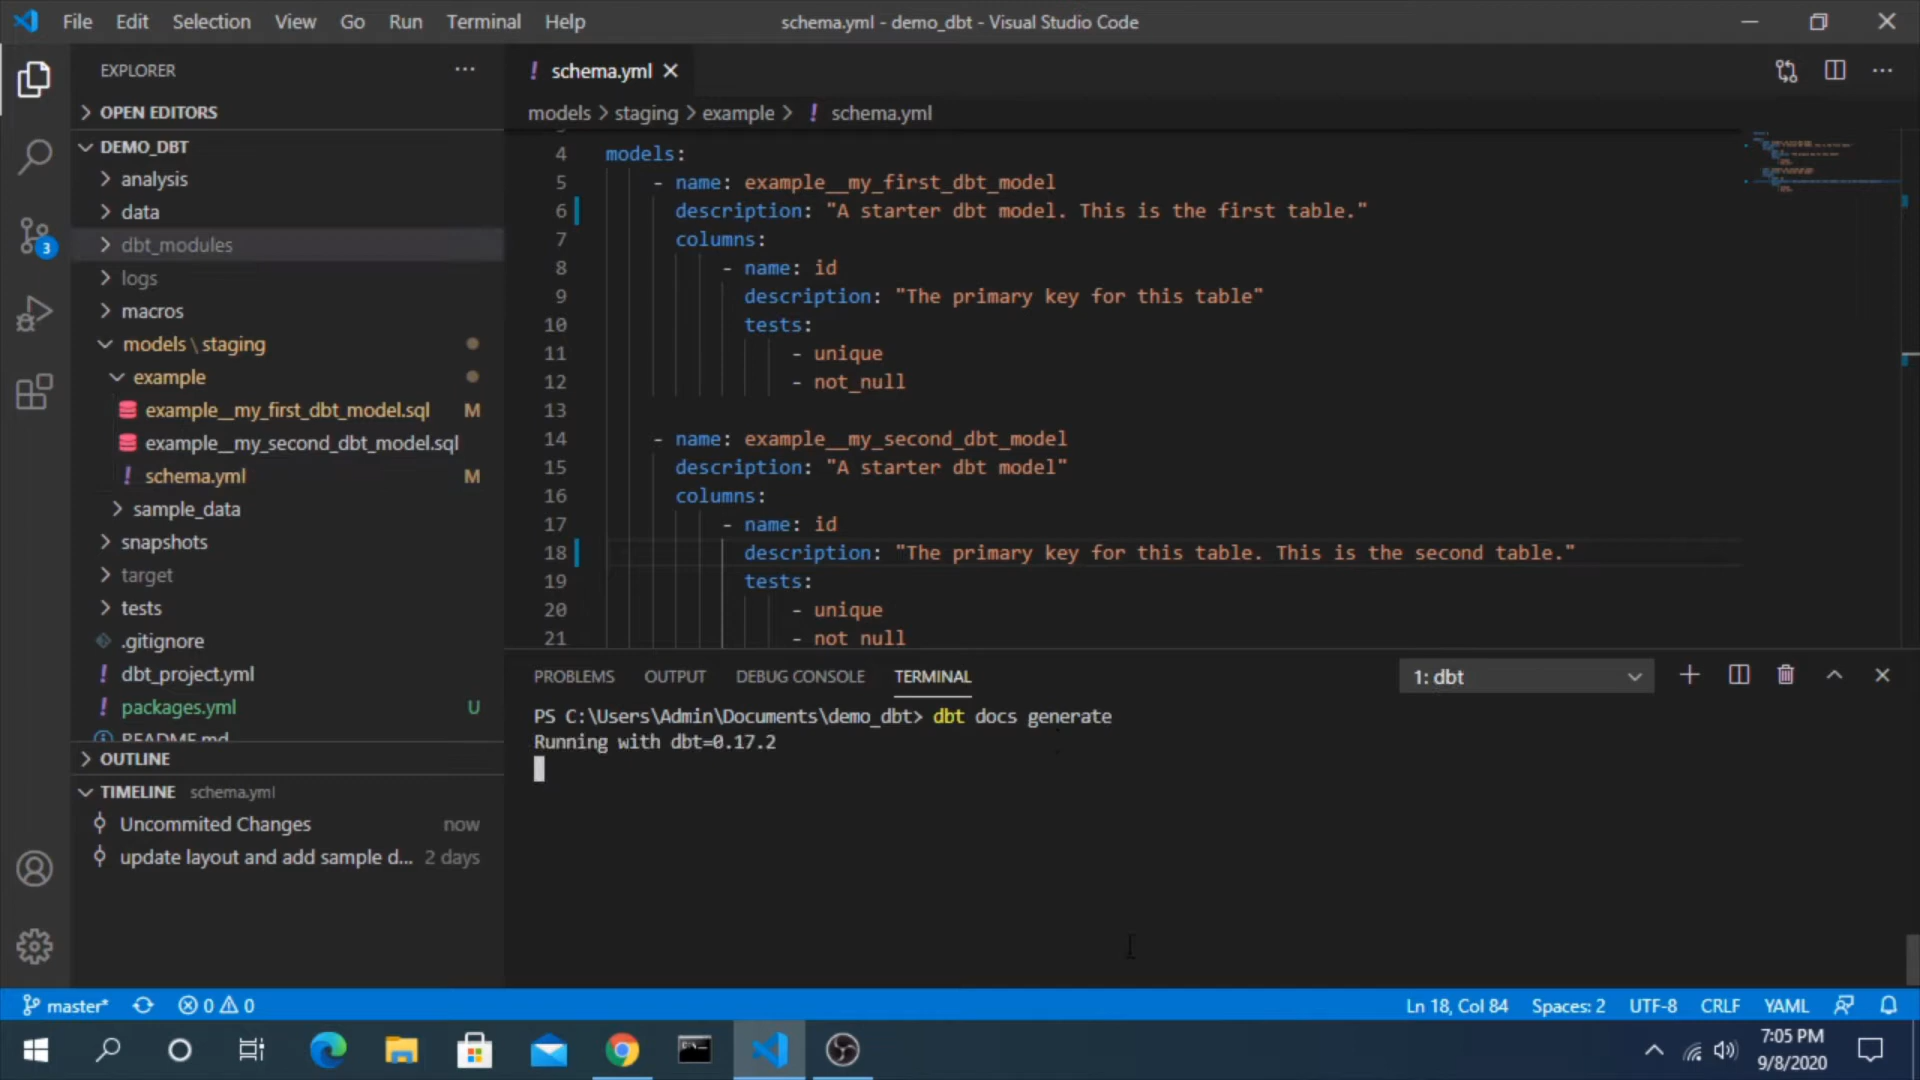 File Edit Selection View Go Run Terminal Help
schema.yml - demo_dbt - Visual Studio Code
EXPLORER
OPEN EDITORS
DEMO_DBT
analysis
data
dbt_modules
logs
macros
models \ staging
example
example__my_first_dbt_model.sql M
example__my_second_dbt_model.sql
schema.yml M
sample_data
snapshots
target
tests
.gitignore
dbt_project.yml
packages.yml U
README.md
OUTLINE
TIMELINE schema.yml
Uncommited Changes now
update layout and add sample d... 2 days
3
! schema.yml
models > staging > example > ! schema.yml
4 models:
5 - name: example__my_first_dbt_model
6 description: "A starter dbt model. This is the first table."
7 columns:
8 - name: id
9 description: "The primary key for this table"
10 tests:
11 - unique
12 - not_null
13
14 - name: example__my_second_dbt_model
15 description: "A starter dbt model"
16 columns:
17 - name: id
18 description: "The primary key for this table. This is the second table."
19 tests:
20 - unique
21 - not_null
PROBLEMS OUTPUT DEBUG CONSOLE TERMINAL
1: dbt
PS C:\Users\Admin\Documents\demo_dbt> dbt docs generate
Running with dbt=0.17.2
master* 0 0
Ln 18, Col 84 Spaces: 2 UTF-8 CRLF YAML
7:05 PM
9/8/2020